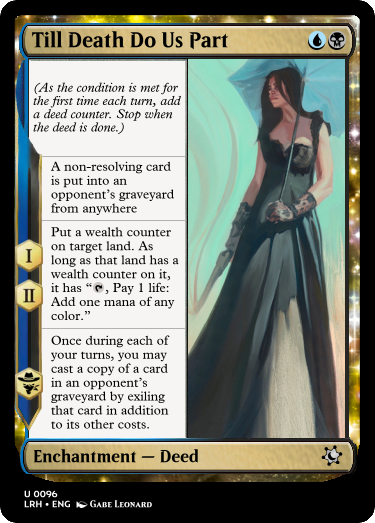 Till Death Do Us Part
(As the condition is met for
the first time each turn, add
a deed counter. Stop when
the deed is done.)
A non-resolving card
is put into an
opponent's graveyard
from anywhere
I
II
Put a wealth counter
on target land. As
long as that land has a
wealth counter on it,
it has “, Pay 1 life:
Add one mana of any
color.”
Once during each of
your turns, you may
cast a copy of a card
in an opponent's
graveyard by exiling
that card in addition
to its other costs.
Enchantment — Deed
U 0096
LRH • ENG Gabe Leonard